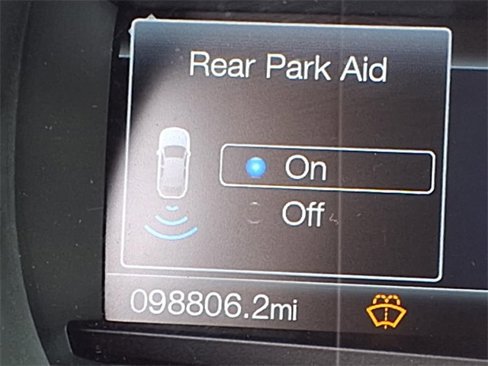 Rear Park Aid
On
Off
098806.2mi